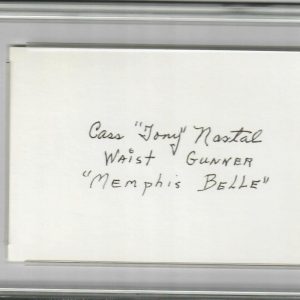 Cass "Tony" Nastal
Waist Gunner
"Memphis Belle"